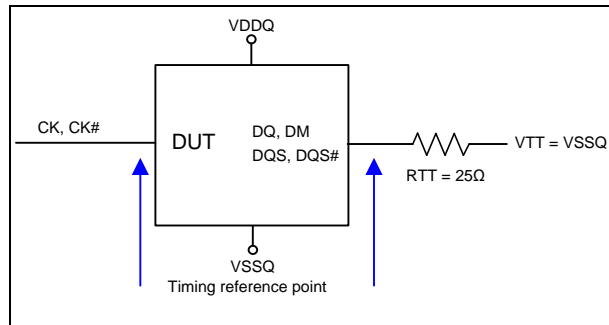 VDDQ
CK, CK#
DUT
DQ, DM
DQS, DQS#
VTT = VSSQ
RTT = 25Ω
VSSQ
Timing reference point